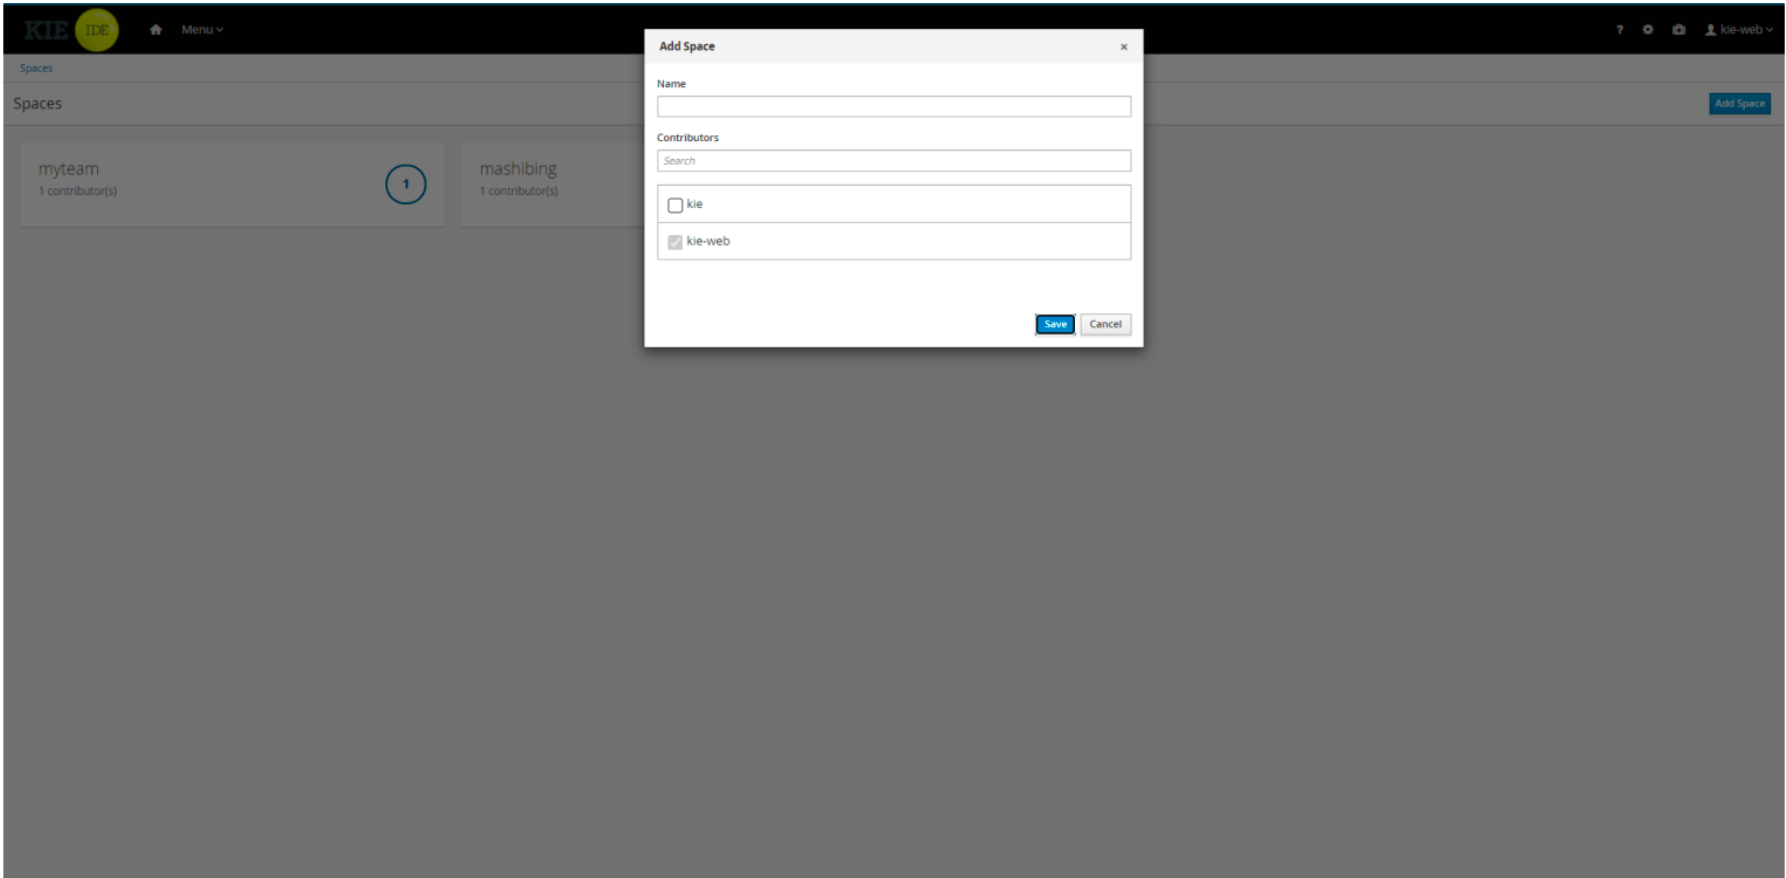 KIE IDE Menu ? kie-web
Spaces
Spaces
Add Space
myteam
1 contributor(s)
1
mashibing
1 contributor(s)
Add Space ×
Name
Contributors
Search
kie
kie-web
Save Cancel